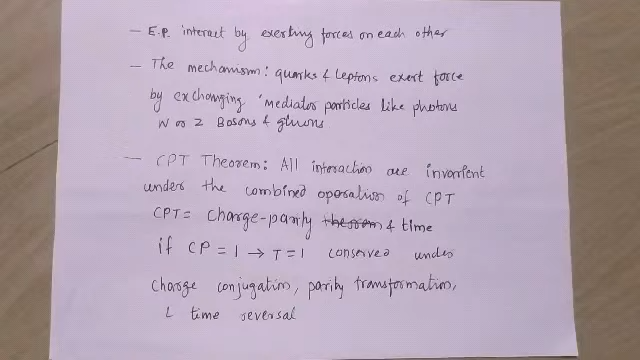 - E.P. interact by exerting forces on each other
- The mechanism: quarks & Leptons exert force
by exchanging 'mediator particles like photons
W or Z Bosons & gluons
- CPT Theorem: All interaction are invarient
under the combined operation of CPT
CPT = Charge-parity theorem & time
if CP = 1 → T = 1 conserved under
Charge conjugation, parity transformation,
& time reversal